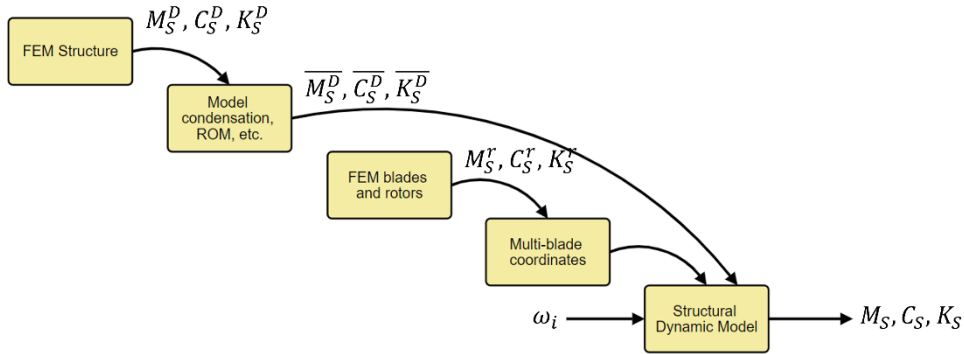 $M_S^D, C_S^D, K_S^D$
FEM Structure
$\overline{M_S^D}, \overline{C_S^D}, \overline{K_S^D}$
Model
condensation,
ROM, etc.
$M_S^r, C_S^r, K_S^r$
FEM blades
and rotors
Multi-blade
coordinates
$\omega_i$
Structural
Dynamic Model
$M_S, C_S, K_S$